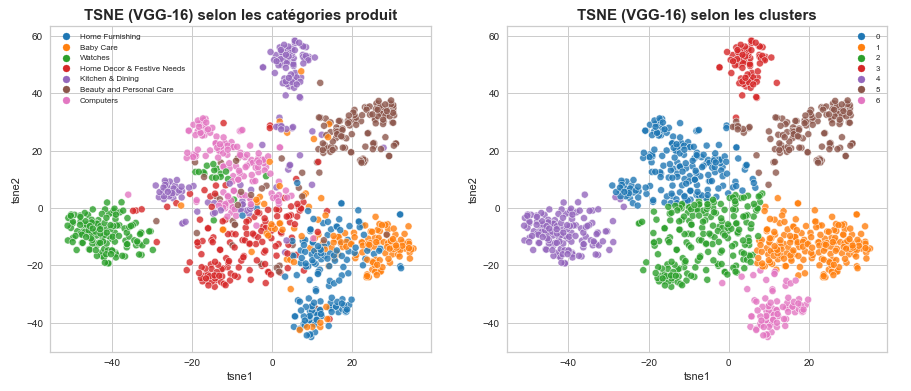 TSNE (VGG-16) selon les catégories produit
Home Furnishing
Baby Care
Watches
Home Decor & Festive Needs
Kitchen & Dining
Beauty and Personal Care
Computers
60
40
20
0
−20
−40
tsne2
−40
−20
0
20
tsne1
TSNE (VGG-16) selon les clusters
0
1
2
3
4
5
6
60
40
20
0
−20
−40
tsne2
−40
−20
0
20
tsne1